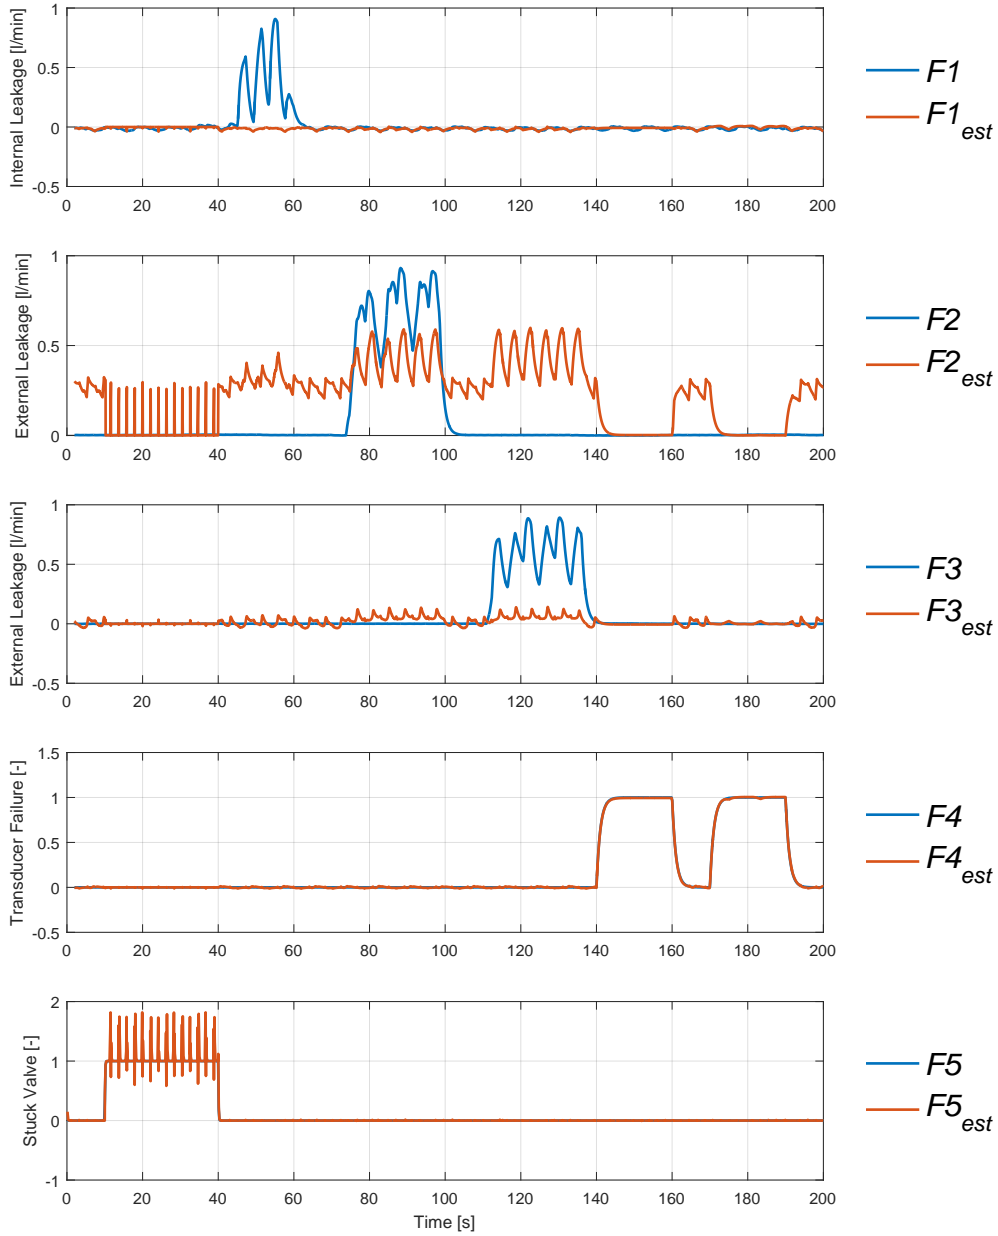 Internal Leakage [l/min]
1
0.5
0
-0.5
0 20 40 60 80 100 120 140 160 180 200
F1
F1est
External Leakage [l/min]
1
0.5
0
0 20 40 60 80 100 120 140 160 180 200
F2
F2est
External Leakage [l/min]
1
0.5
0
-0.5
0 20 40 60 80 100 120 140 160 180 200
F3
F3est
Transducer Failure [-]
1.5
1
0.5
0
-0.5
0 20 40 60 80 100 120 140 160 180 200
F4
F4est
Stuck Valve [-]
2
1
0
-1
0 20 40 60 80 100 120 140 160 180 200
Time [s]
F5
F5est